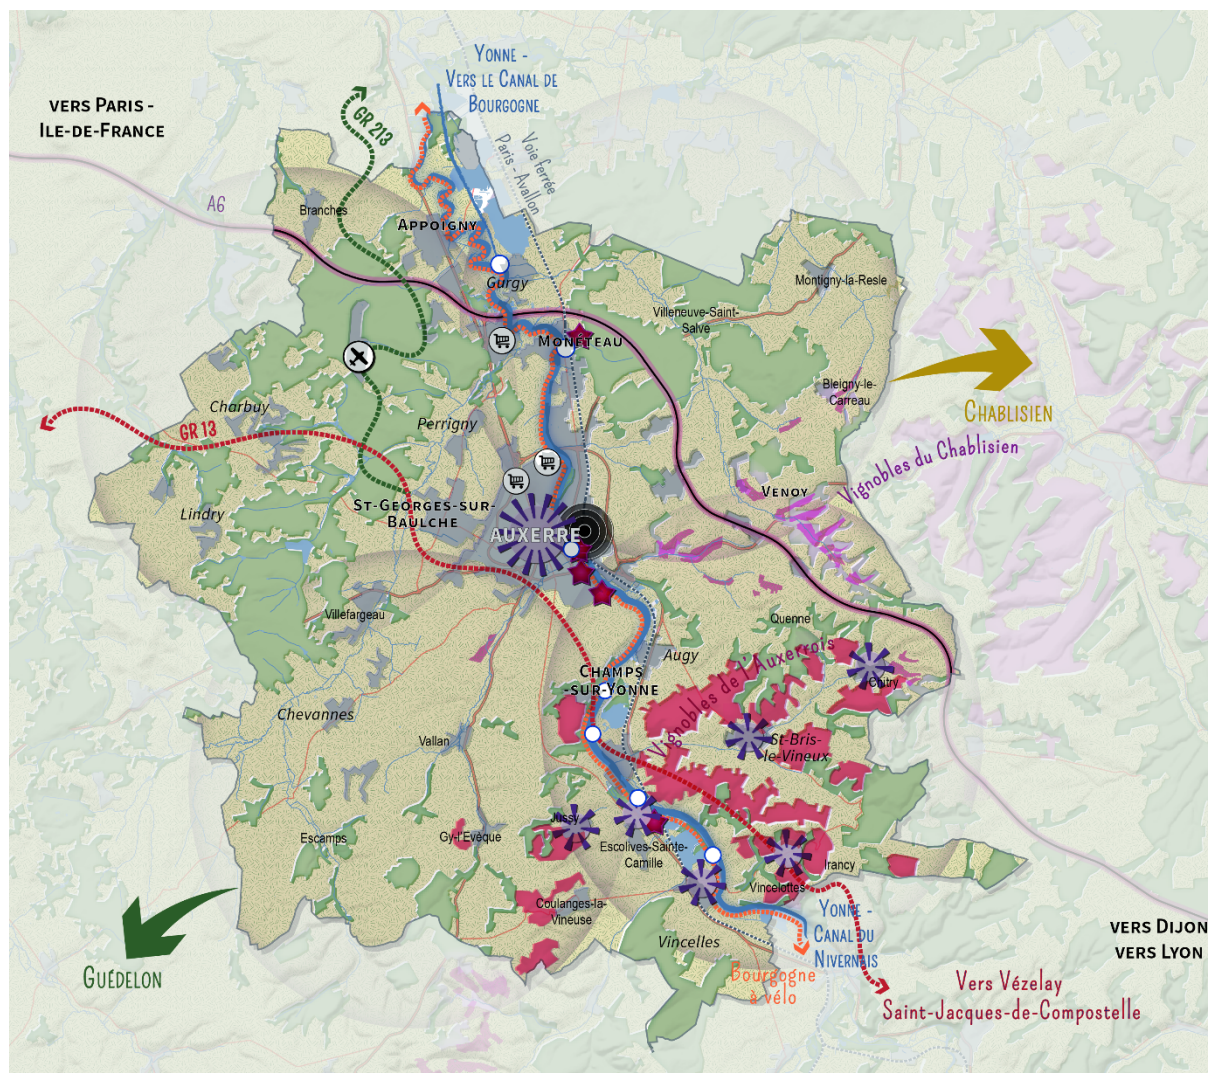 YONNE -
VERS LE CANAL DE
BOURGOGNE
VERS PARIS -
ILE-DE-FRANCE
GR 213
Voie ferrée
Paris - Avallon
A6
Branches
APPOIGNY
Gurgy
Montigny-la-Resle
Villeneuve-Saint-
Salve
MONÉTEAU
Bleigny-le-
Carreau
CHABLISIEN
Charbuy
GR 13
Perrigny
Vignobles du Chablisien
VENOY
ST-GEORGES-SUR-
BAULCHE
Lindry
AUXERRE
Villefargeau
Quenne
Augy
Vignobles de l'Auxerrois
CHAMPS
-SUR-YONNE
Chitry
Chevannes
Vallan
St-Bris-
le-Vineux
Jussy
Escamps
Gy-l'Evêque
Escolives-Sainte-
Camille
Irancy
Vincelottes
Coulanges-la-
Vineuse
YONNE -
CANAL DU
NIVERNAIS
Vincelles
VERS DIJON
VERS LYON
GUÉDELON
Bourgogne
à vélo
Vers Vézelay
Saint-Jacques-de-Compostelle